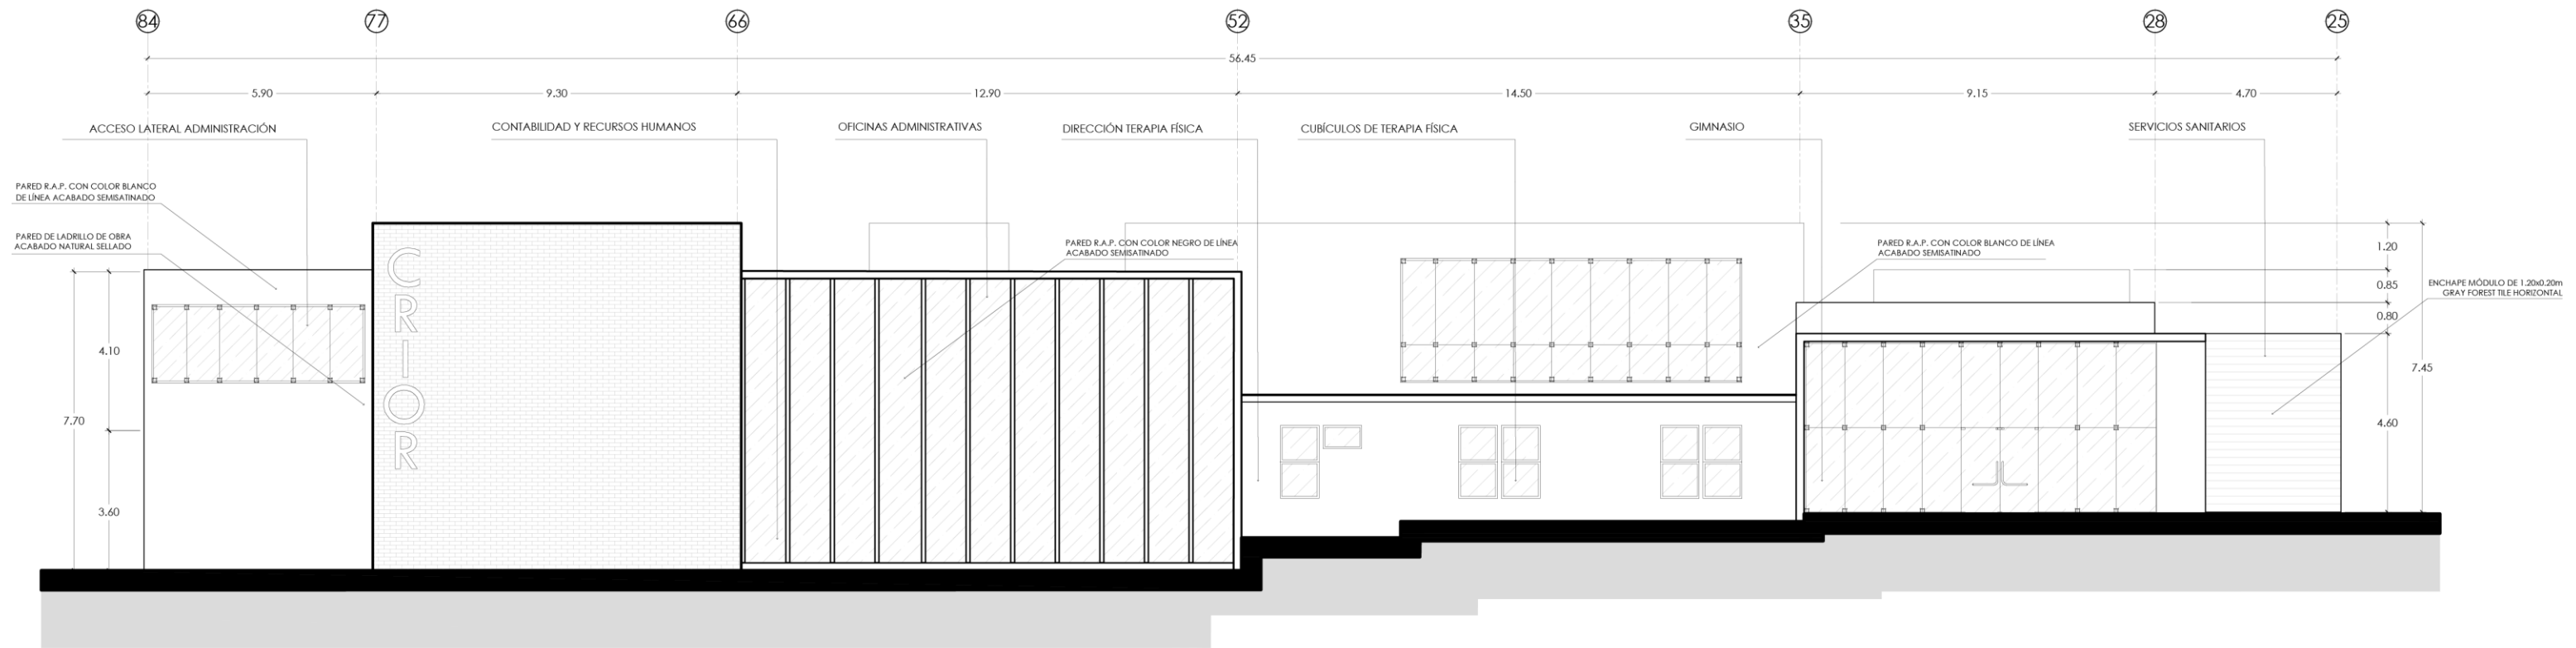 84 77 66 52 35 28 25
56.45
5.90 9.30 12.90 14.50 9.15 4.70
ACCESO LATERAL ADMINISTRACIÓN
CONTABILIDAD Y RECURSOS HUMANOS
OFICINAS ADMINISTRATIVAS
DIRECCIÓN TERAPIA FÍSICA
CUBÍCULOS DE TERAPIA FÍSICA
GIMNASIO
SERVICIOS SANITARIOS
PARED R.A.P. CON COLOR BLANCO
DE LÍNEA ACABADO SEMISATINADO
PARED DE LADRILLO DE OBRA
ACABADO NATURAL SELLADO
CRIOR
PARED R.A.P. CON COLOR NEGRO DE LÍNEA
ACABADO SEMISATINADO
PARED R.A.P. CON COLOR BLANCO DE LÍNEA
ACABADO SEMISATINADO
ENCHAPE MÓDULO DE 1.20x0.20m
GRAY FOREST TILE HORIZONTAL
7.70
4.10
3.60
1.20
0.85
0.80
4.60
7.45